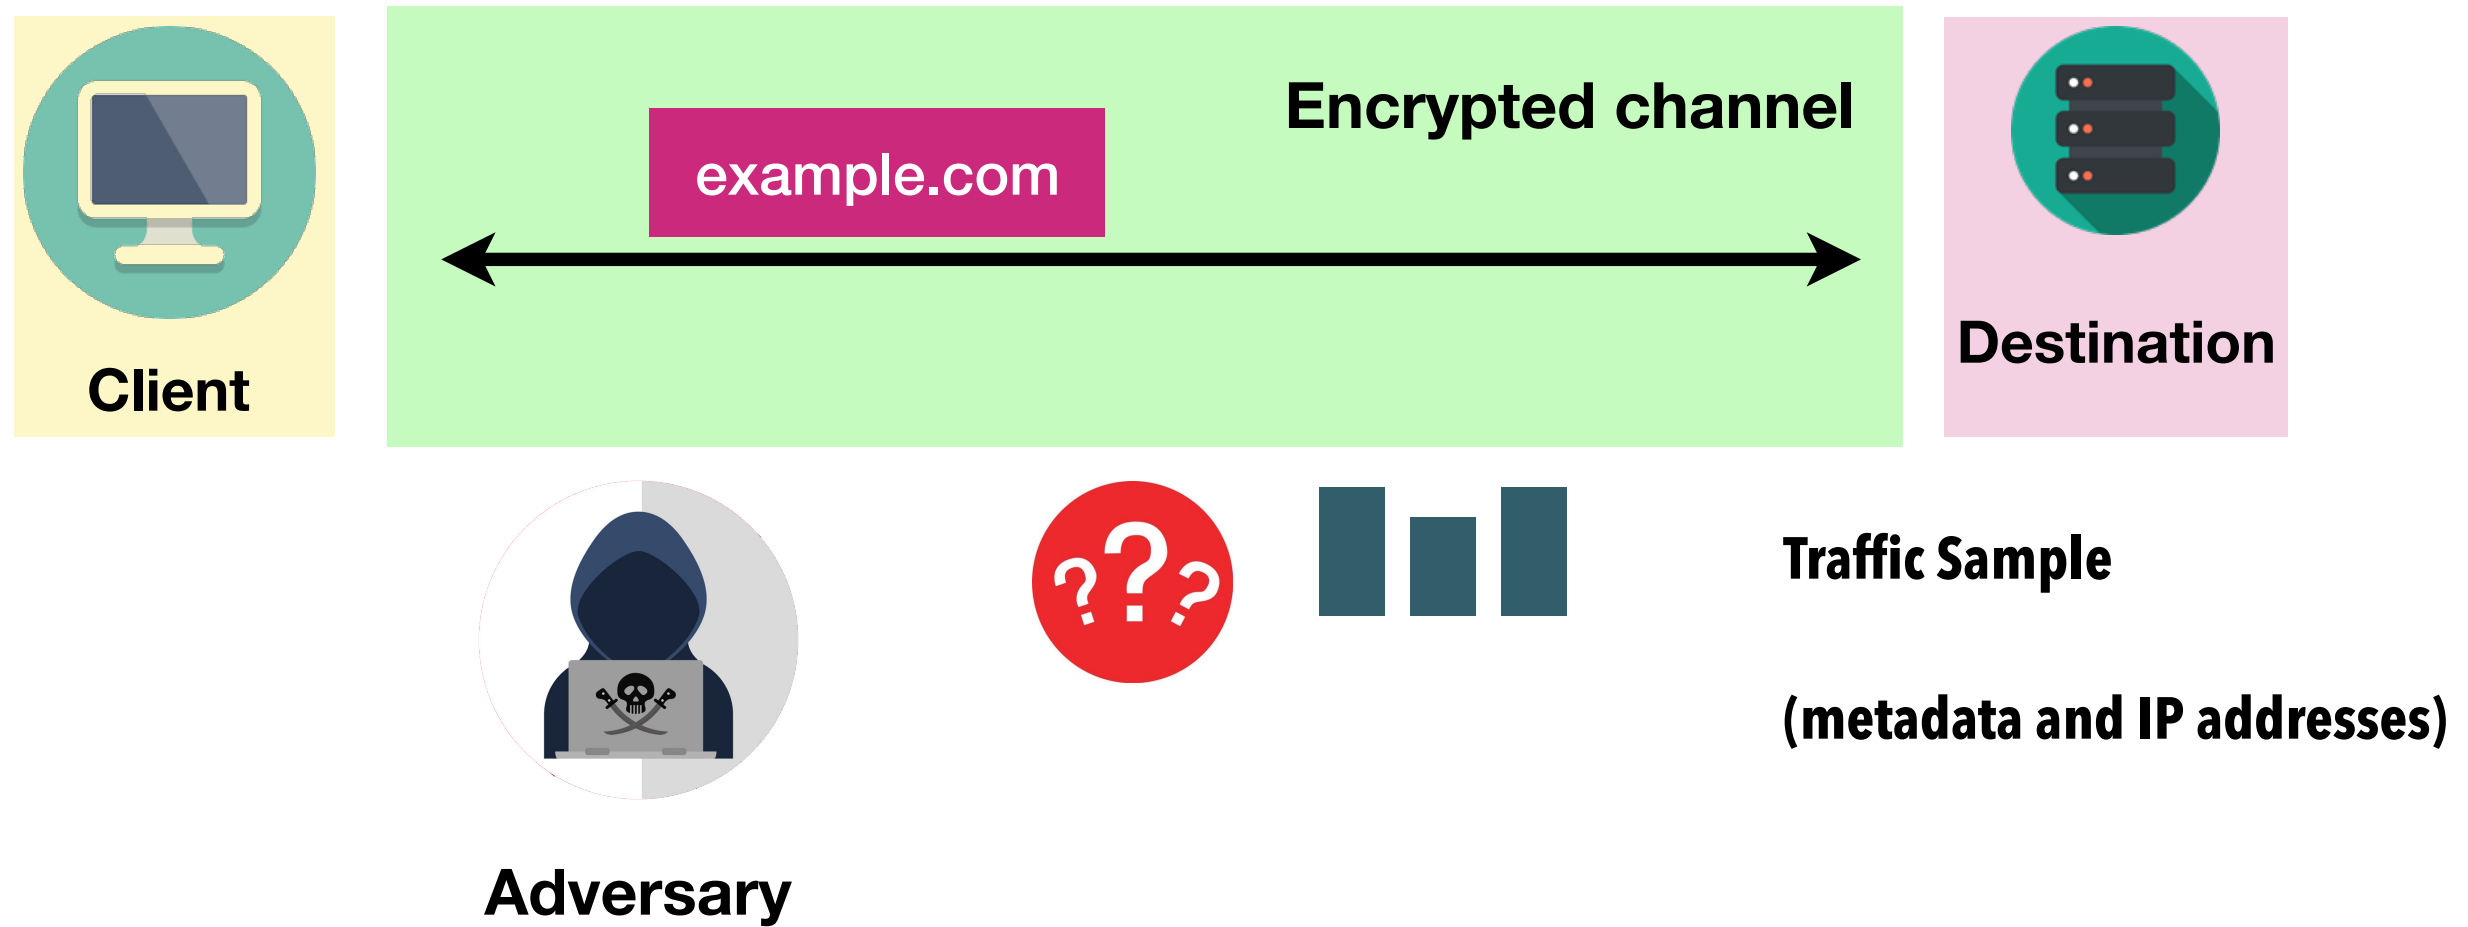 Encrypted channel
example.com
Client
Destination
???
Traffic Sample
(metadata and IP addresses)
Adversary